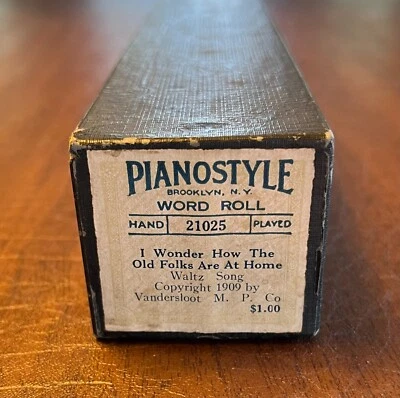 PIANOSTYLE
BROOKLYN, N.Y.
WORD ROLL
HAND 21025 PLAYED
I Wonder How The
Old Folks Are At Home
Waltz Song
Copyright 1909 by
Vandersloot M. P. Co
$1.00